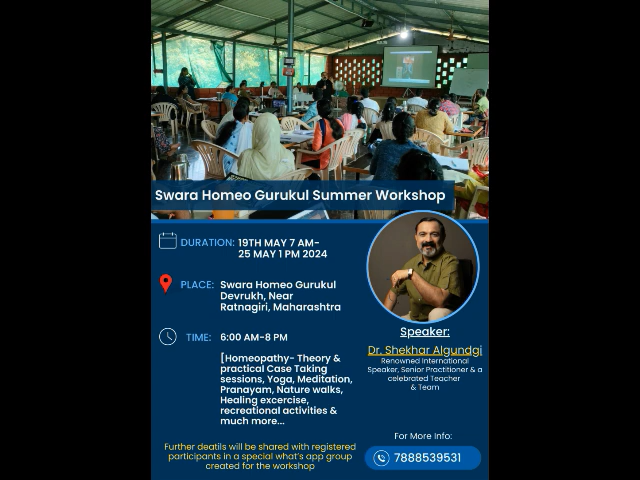 Swara Homeo Gurukul Summer Workshop
DURATION: 19TH MAY 7 AM-
25 MAY 1 PM 2024
PLACE: Swara Homeo Gurukul
Devrukh, Near
Ratnagiri, Maharashtra
TIME: 6:00 AM-8 PM
[Homeopathy- Theory &
practical Case Taking
sessions, Yoga, Meditation,
Pranayam, Nature walks,
Healing excercise,
recreational activities &
much more...
Speaker:
Dr. Shekhar Algundgi
Renowned International
Speaker, Senior Practitioner & a
celebrated Teacher
& Team
Further deatils will be shared with registered
participants in a special what's app group
created for the workshop
For More Info:
7888539531